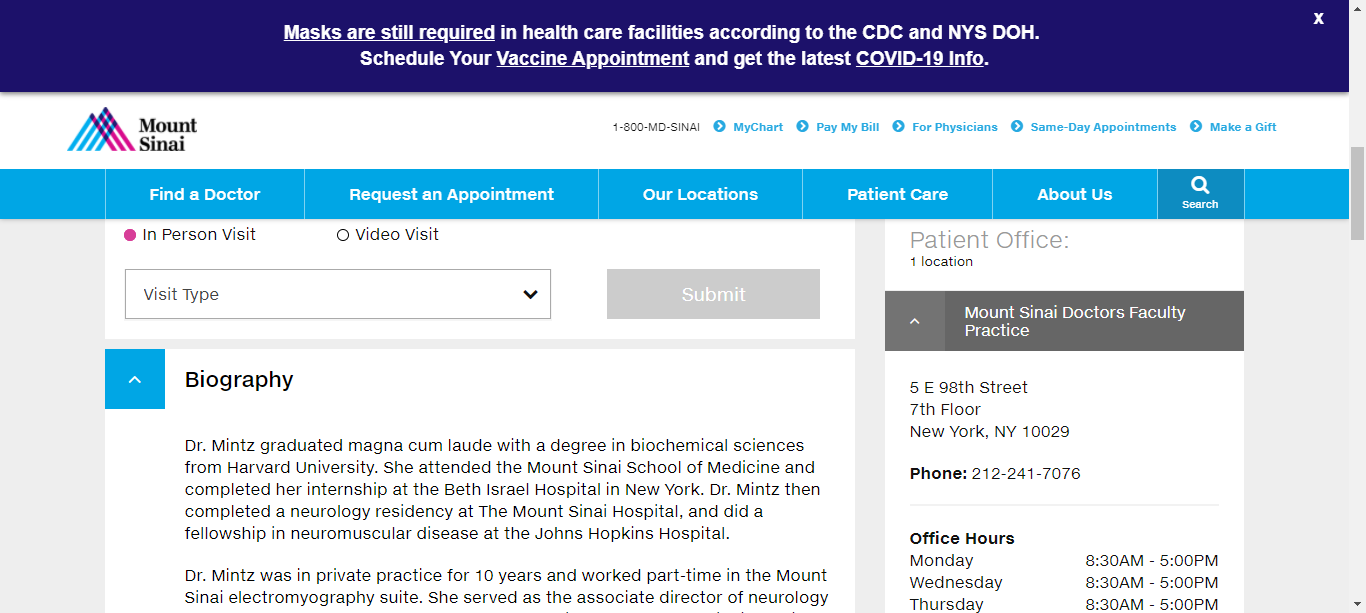 Masks are still required in health care facilities according to the CDC and NYS DOH.
Schedule Your Vaccine Appointment and get the latest COVID-19 Info.
X
Mount
Sinai
1-800-MD-SINAI MyChart Pay My Bill For Physicians Same-Day Appointments Make a Gift
Find a Doctor Request an Appointment Our Locations Patient Care About Us Search
In Person Visit Video Visit
Visit Type Submit
Biography
Dr. Mintz graduated magna cum laude with a degree in biochemical sciences
from Harvard University. She attended the Mount Sinai School of Medicine and
completed her internship at the Beth Israel Hospital in New York. Dr. Mintz then
completed a neurology residency at The Mount Sinai Hospital, and did a
fellowship in neuromuscular disease at the Johns Hopkins Hospital.
Dr. Mintz was in private practice for 10 years and worked part-time in the Mount
Sinai electromyography suite. She served as the associate director of neurology
Patient Office:
1 location
Mount Sinai Doctors Faculty
Practice
5 E 98th Street
7th Floor
New York, NY 10029
Phone: 212-241-7076
Office Hours
Monday 8:30AM - 5:00PM
Wednesday 8:30AM - 5:00PM
Thursday 8:30AM - 5:00PM